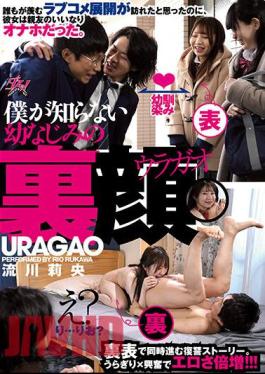 誰もが羨むラブコメ展開が
訪れたと思ったのに、
彼女は親友のいいなり
オナホだった。
幼馴染み
表
僕が知らない
幼なじみの
裏顔
ウラガオ
URAGAO
PERFORMED BY RIO RUKAWA
流川莉央
え?
り…りお?
裏
裏表で同時進む復讐ストーリー。
うらぎり×興奮でエロさ倍増!!!